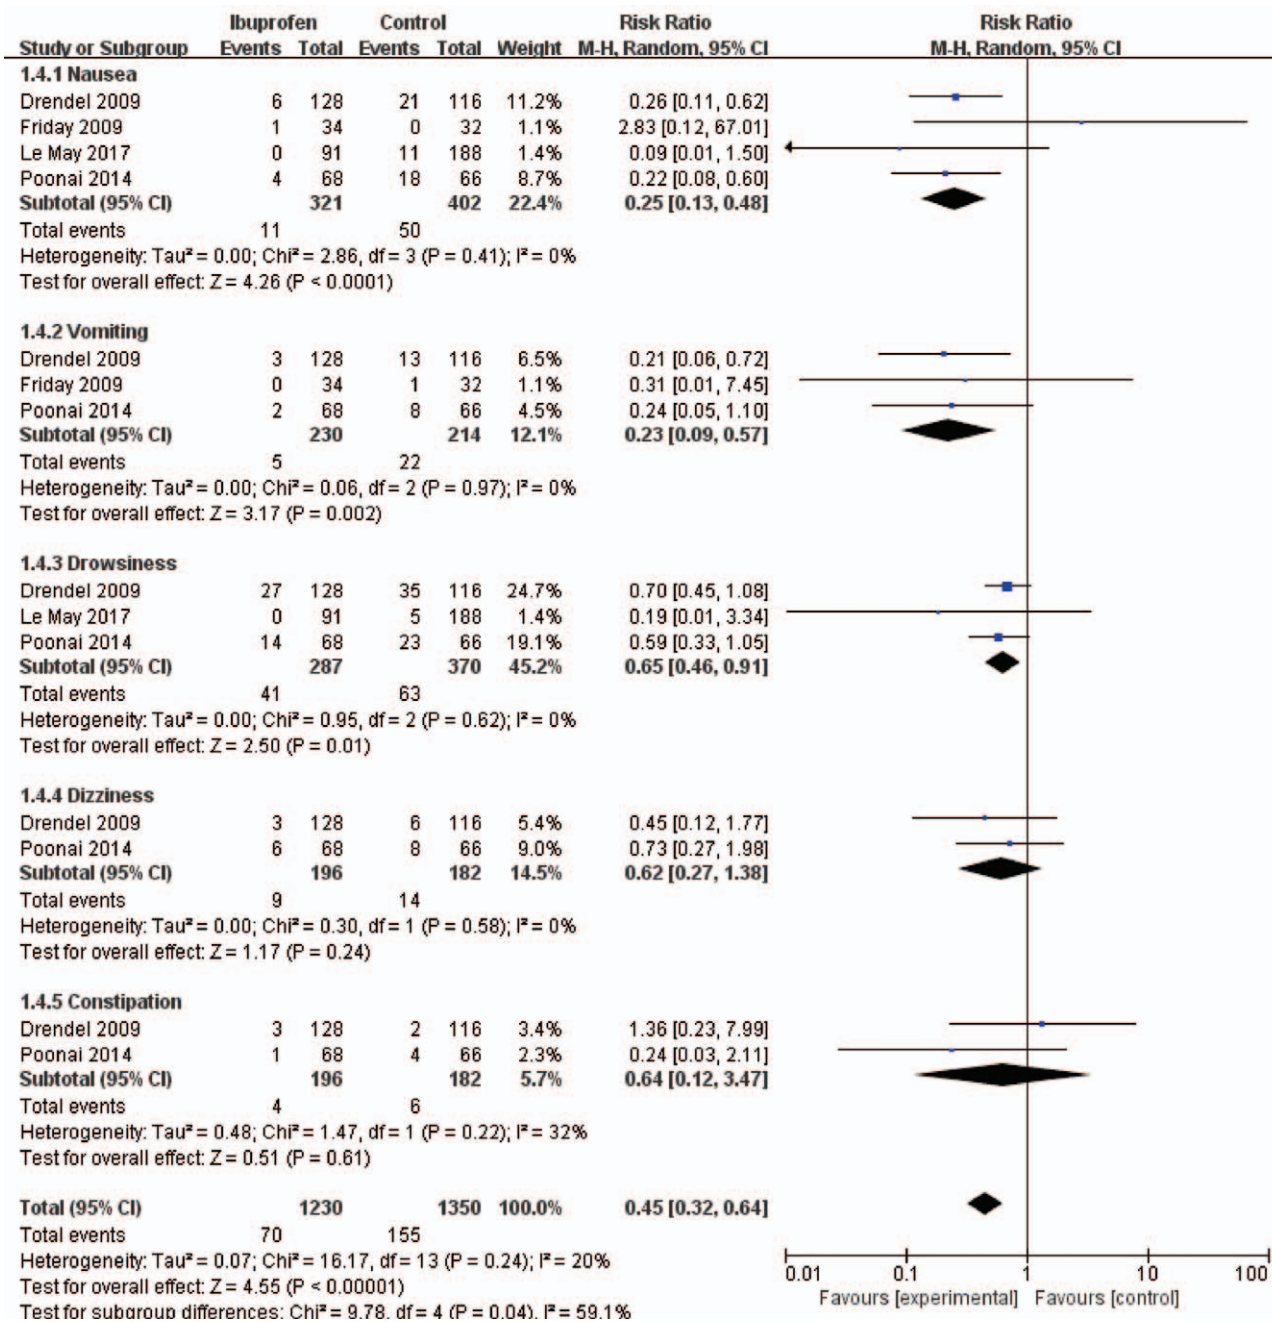 Ibuprofen Control Risk Ratio Risk Ratio
Study or Subgroup Events Total Events Total Weight M-H, Random, 95% CI M-H, Random, 95% CI
1.4.1 Nausea
Drendel 2009 6 128 21 116 11.2% 0.26 [0.11, 0.62]
Friday 2009 1 34 0 32 1.1% 2.83 [0.12, 67.01]
Le May 2017 0 91 11 188 1.4% 0.09 [0.01, 1.50]
Poonai 2014 4 68 18 66 8.7% 0.22 [0.08, 0.60]
Subtotal (95% CI) 321 402 22.4% 0.25 [0.13, 0.48]
Total events 11 50
Heterogeneity: Tau² = 0.00; Chi² = 2.86, df = 3 (P = 0.41); I² = 0%
Test for overall effect: Z = 4.26 (P < 0.0001)
1.4.2 Vomiting
Drendel 2009 3 128 13 116 6.5% 0.21 [0.06, 0.72]
Friday 2009 0 34 1 32 1.1% 0.31 [0.01, 7.45]
Poonai 2014 2 68 8 66 4.5% 0.24 [0.05, 1.10]
Subtotal (95% CI) 230 214 12.1% 0.23 [0.09, 0.57]
Total events 5 22
Heterogeneity: Tau² = 0.00; Chi² = 0.06, df = 2 (P = 0.97); I² = 0%
Test for overall effect: Z = 3.17 (P = 0.002)
1.4.3 Drowsiness
Drendel 2009 27 128 35 116 24.7% 0.70 [0.45, 1.08]
Le May 2017 0 91 5 188 1.4% 0.19 [0.01, 3.34]
Poonai 2014 14 68 23 66 19.1% 0.59 [0.33, 1.05]
Subtotal (95% CI) 287 370 45.2% 0.65 [0.46, 0.91]
Total events 41 63
Heterogeneity: Tau² = 0.00; Chi² = 0.95, df = 2 (P = 0.62); I² = 0%
Test for overall effect: Z = 2.50 (P = 0.01)
1.4.4 Dizziness
Drendel 2009 3 128 6 116 5.4% 0.45 [0.12, 1.77]
Poonai 2014 6 68 8 66 9.0% 0.73 [0.27, 1.98]
Subtotal (95% CI) 196 182 14.5% 0.62 [0.27, 1.38]
Total events 9 14
Heterogeneity: Tau² = 0.00; Chi² = 0.30, df = 1 (P = 0.58); I² = 0%
Test for overall effect: Z = 1.17 (P = 0.24)
1.4.5 Constipation
Drendel 2009 3 128 2 116 3.4% 1.36 [0.23, 7.99]
Poonai 2014 1 68 4 66 2.3% 0.24 [0.03, 2.11]
Subtotal (95% CI) 196 182 5.7% 0.64 [0.12, 3.47]
Total events 4 6
Heterogeneity: Tau² = 0.48; Chi² = 1.47, df = 1 (P = 0.22); I² = 32%
Test for overall effect: Z = 0.51 (P = 0.61)
Total (95% CI) 1230 1350 100.0% 0.45 [0.32, 0.64]
Total events 70 155
Heterogeneity: Tau² = 0.07; Chi² = 16.17, df = 13 (P = 0.24); I² = 20%
Test for overall effect: Z = 4.55 (P < 0.00001)
Test for subgroup differences: Chi² = 9.78, df = 4 (P = 0.04), I² = 59.1%
0.01 0.1 1 10 100
Favours [experimental] Favours [control]